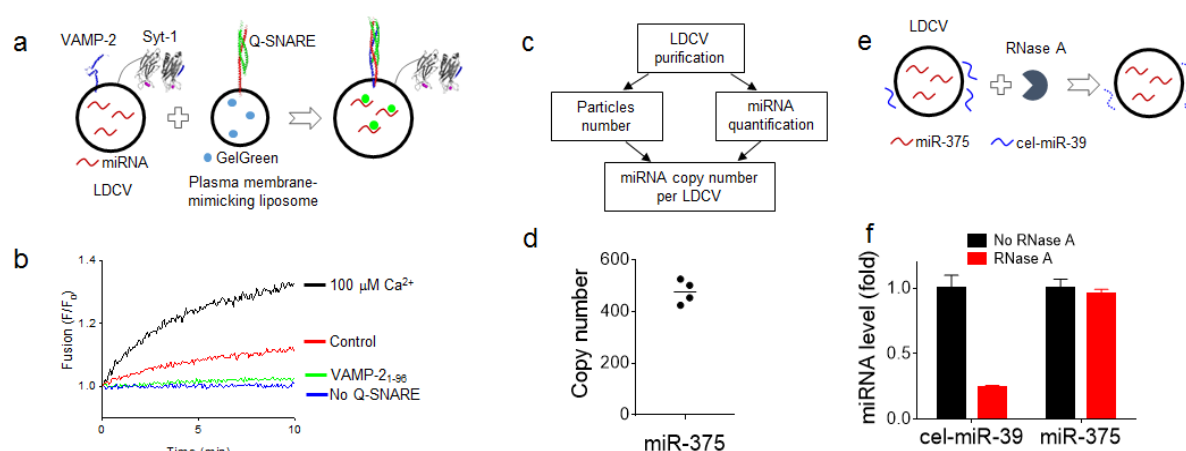 a
VAMP-2
Syt-1
Q-SNARE
miRNA
LDCV
GelGreen
Plasma membrane-
mimicking liposome
b
Fusion (F/F0)
1.4
1.2
1.0
0
5
10
Time (min)
100 μM Ca2+
Control
VAMP-21-96
No Q-SNARE
c
LDCV
purification
Particles
number
miRNA
quantification
miRNA copy number
per LDCV
d
Copy number
600
400
200
0
miR-375
e
LDCV
RNase A
miR-375
cel-miR-39
f
No RNase A
RNase A
miRNA level (fold)
1.0
0.5
0.0
cel-miR-39
miR-375